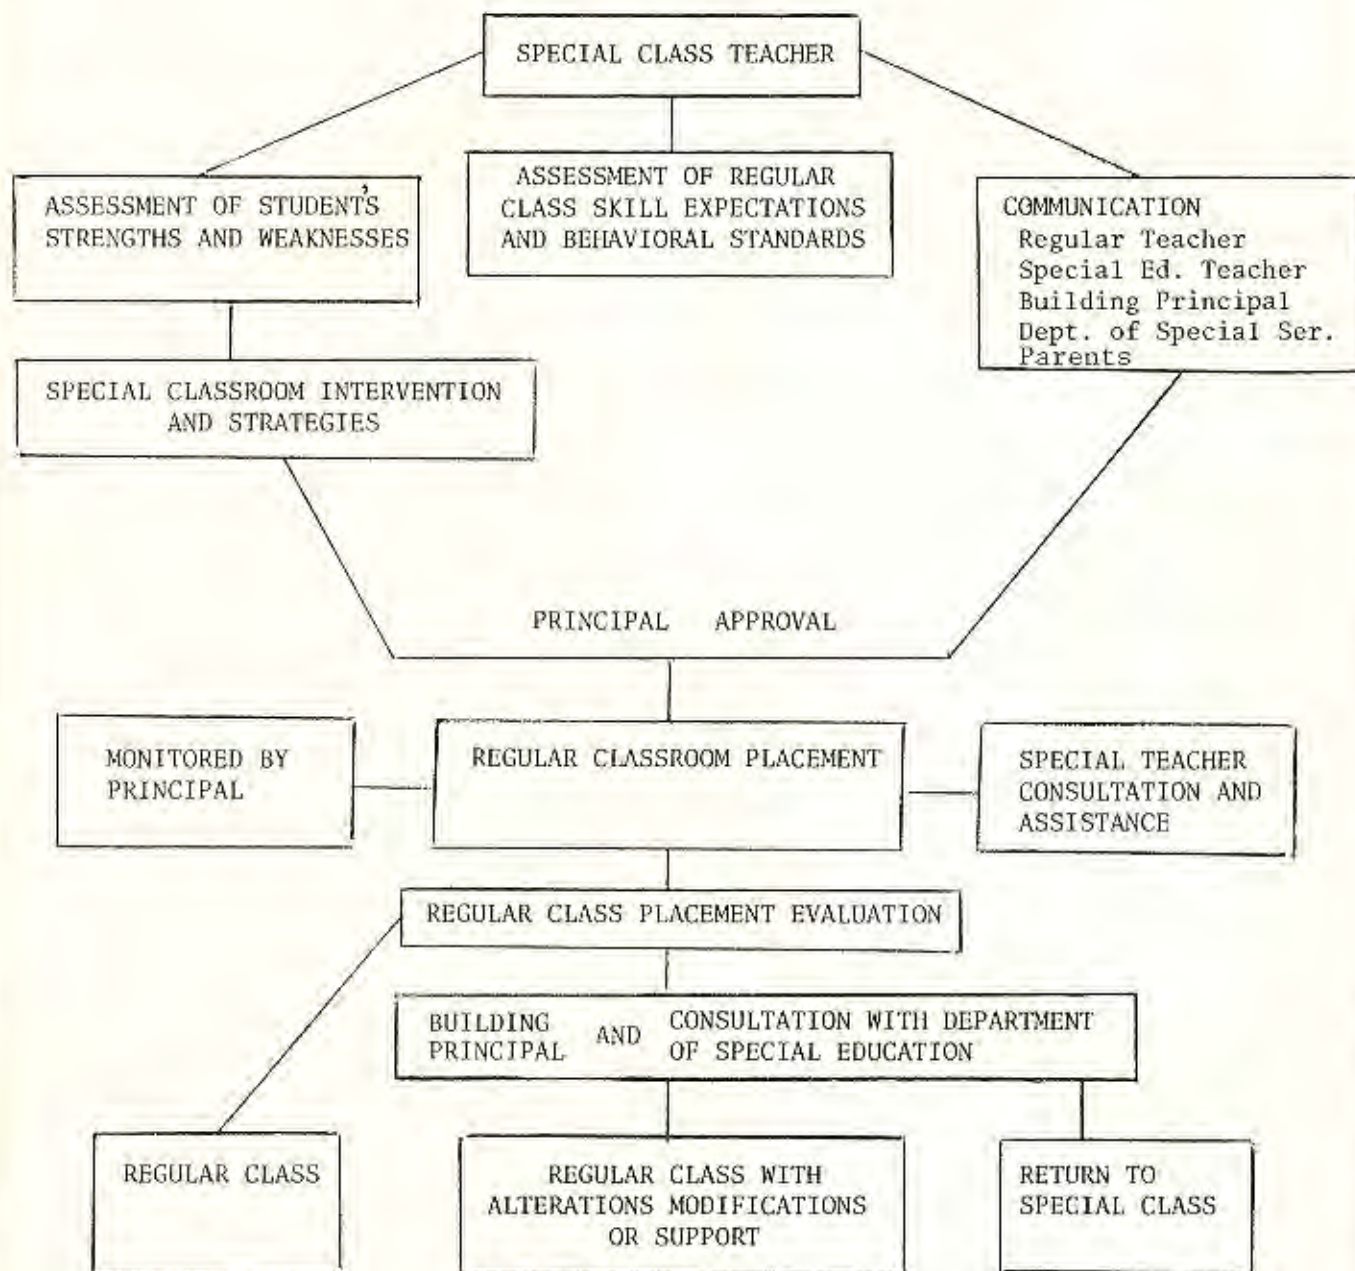 SPECIAL CLASS TEACHER
ASSESSMENT OF STUDENT'S
STRENGTHS AND WEAKNESSES
ASSESSMENT OF REGULAR
CLASS SKILL EXPECTATIONS
AND BEHAVIORAL STANDARDS
COMMUNICATION
Regular Teacher
Special Ed. Teacher
Building Principal
Dept. of Special Ser.
Parents
SPECIAL CLASSROOM INTERVENTION
AND STRATEGIES
PRINCIPAL APPROVAL
MONITORED BY
PRINCIPAL
REGULAR CLASSROOM PLACEMENT
SPECIAL TEACHER
CONSULTATION AND
ASSISTANCE
REGULAR CLASS PLACEMENT EVALUATION
BUILDING
PRINCIPAL
AND
CONSULTATION WITH DEPARTMENT
OF SPECIAL EDUCATION
REGULAR CLASS
REGULAR CLASS WITH
ALTERATIONS MODIFICATIONS
OR SUPPORT
RETURN TO
SPECIAL CLASS